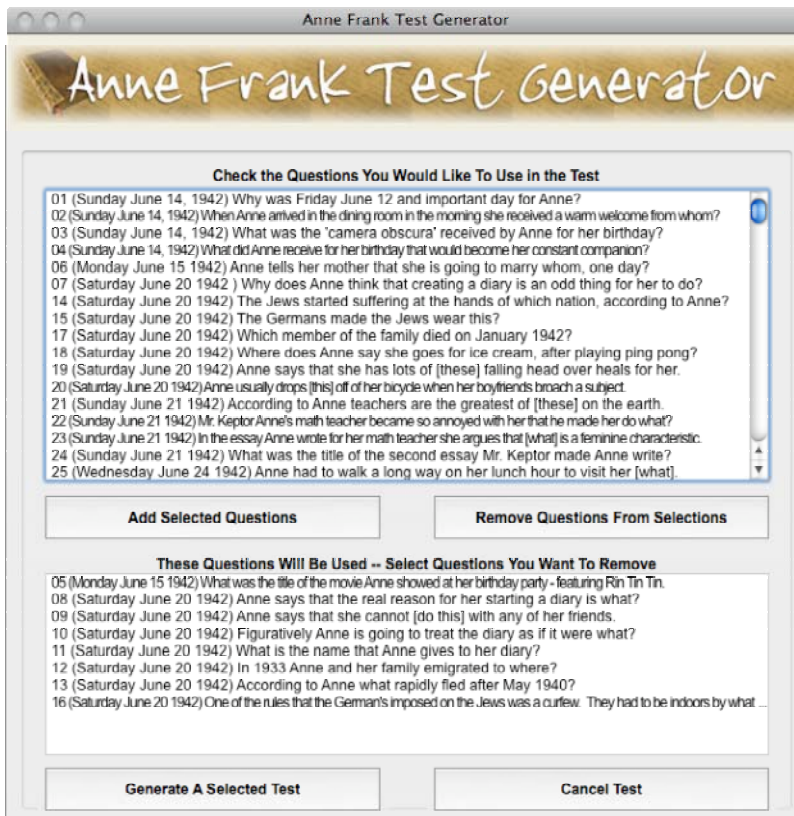 Anne Frank Test Generator
Anne Frank Test Generator
Check the Questions You Would Like To Use in the Test
01 (Sunday June 14, 1942) Why was Friday June 12 and important day for Anne?
02 (Sunday June 14, 1942) When Anne arrived in the dining room in the morning she received a warm welcome from whom?
03 (Sunday June 14, 1942) What was the "camera obscura" received by Anne for her birthday?
04 (Sunday June 14, 1942) What did Anne receive for her birthday that would become her constant companion?
06 (Monday June 15 1942) Anne tells her mother that she is going to marry whom, one day?
07 (Saturday June 20 1942 ) Why does Anne think that creating a diary is an odd thing for her to do?
14 (Saturday June 20 1942) The Jews started suffering at the hands of which nation, according to Anne?
15 (Saturday June 20 1942) The Germans made the Jews wear this?
17 (Saturday June 20 1942) Which member of the family died on January 1942?
18 (Saturday June 20 1942) Where does Anne say she goes for ice cream, after playing ping pong?
19 (Saturday June 20 1942) Anne says that she has lots of [these] falling head over heals for her.
20 (Saturday June 20 1942) Anne usually drops [this] off of her bicycle when her boyfriends broach a subject.
21 (Sunday June 21 1942) According to Anne teachers are the greatest of [these] on the earth.
22 (Sunday June 21 1942) Mr. Keptor Anne's math teacher became so annoyed with her that he made her do what?
23 (Sunday June 21 1942) In the essay Anne wrote for her math teacher she argues that [what] is a feminine characteristic.
24 (Sunday June 21 1942) What was the title of the second essay Mr. Keptor made Anne write?
25 (Wednesday June 24 1942) Anne had to walk a long way on her lunch hour to visit her [what].
Add Selected Questions
Remove Questions From Selections
These Questions Will Be Used -- Select Questions You Want To Remove
05 (Monday June 15 1942) What was the title of the movie Anne showed at her birthday party - featuring Rin Tin Tin.
08 (Saturday June 20 1942) Anne says that the real reason for her starting a diary is what?
09 (Saturday June 20 1942) Anne says that she cannot [do this] with any of her friends.
10 (Saturday June 20 1942) Figuratively Anne is going to treat the diary as if it were what?
11 (Saturday June 20 1942) What is the name that Anne gives to her diary?
12 (Saturday June 20 1942) In 1933 Anne and her family emigrated to where?
13 (Saturday June 20 1942) According to Anne what rapidly fled after May 1940?
16 (Saturday June 20 1942) One of the rules that the German's imposed on the Jews was a curfew. They had to be indoors by what ...
Generate A Selected Test
Cancel Test